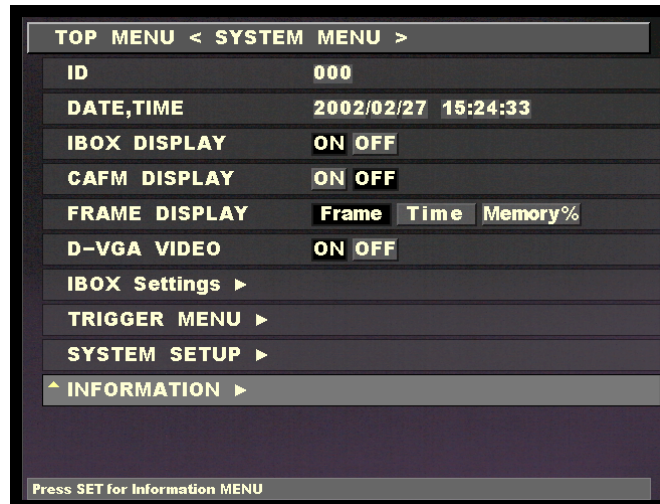 TOP MENU < SYSTEM MENU >
ID 000
DATE,TIME 2002/02/27 15:24:33
IBOX DISPLAY ON OFF
CAFM DISPLAY ON OFF
FRAME DISPLAY Frame Time Memory%
D-VGA VIDEO ON OFF
IBOX Settings ►
TRIGGER MENU ►
SYSTEM SETUP ►
INFORMATION ►
Press SET for Information MENU